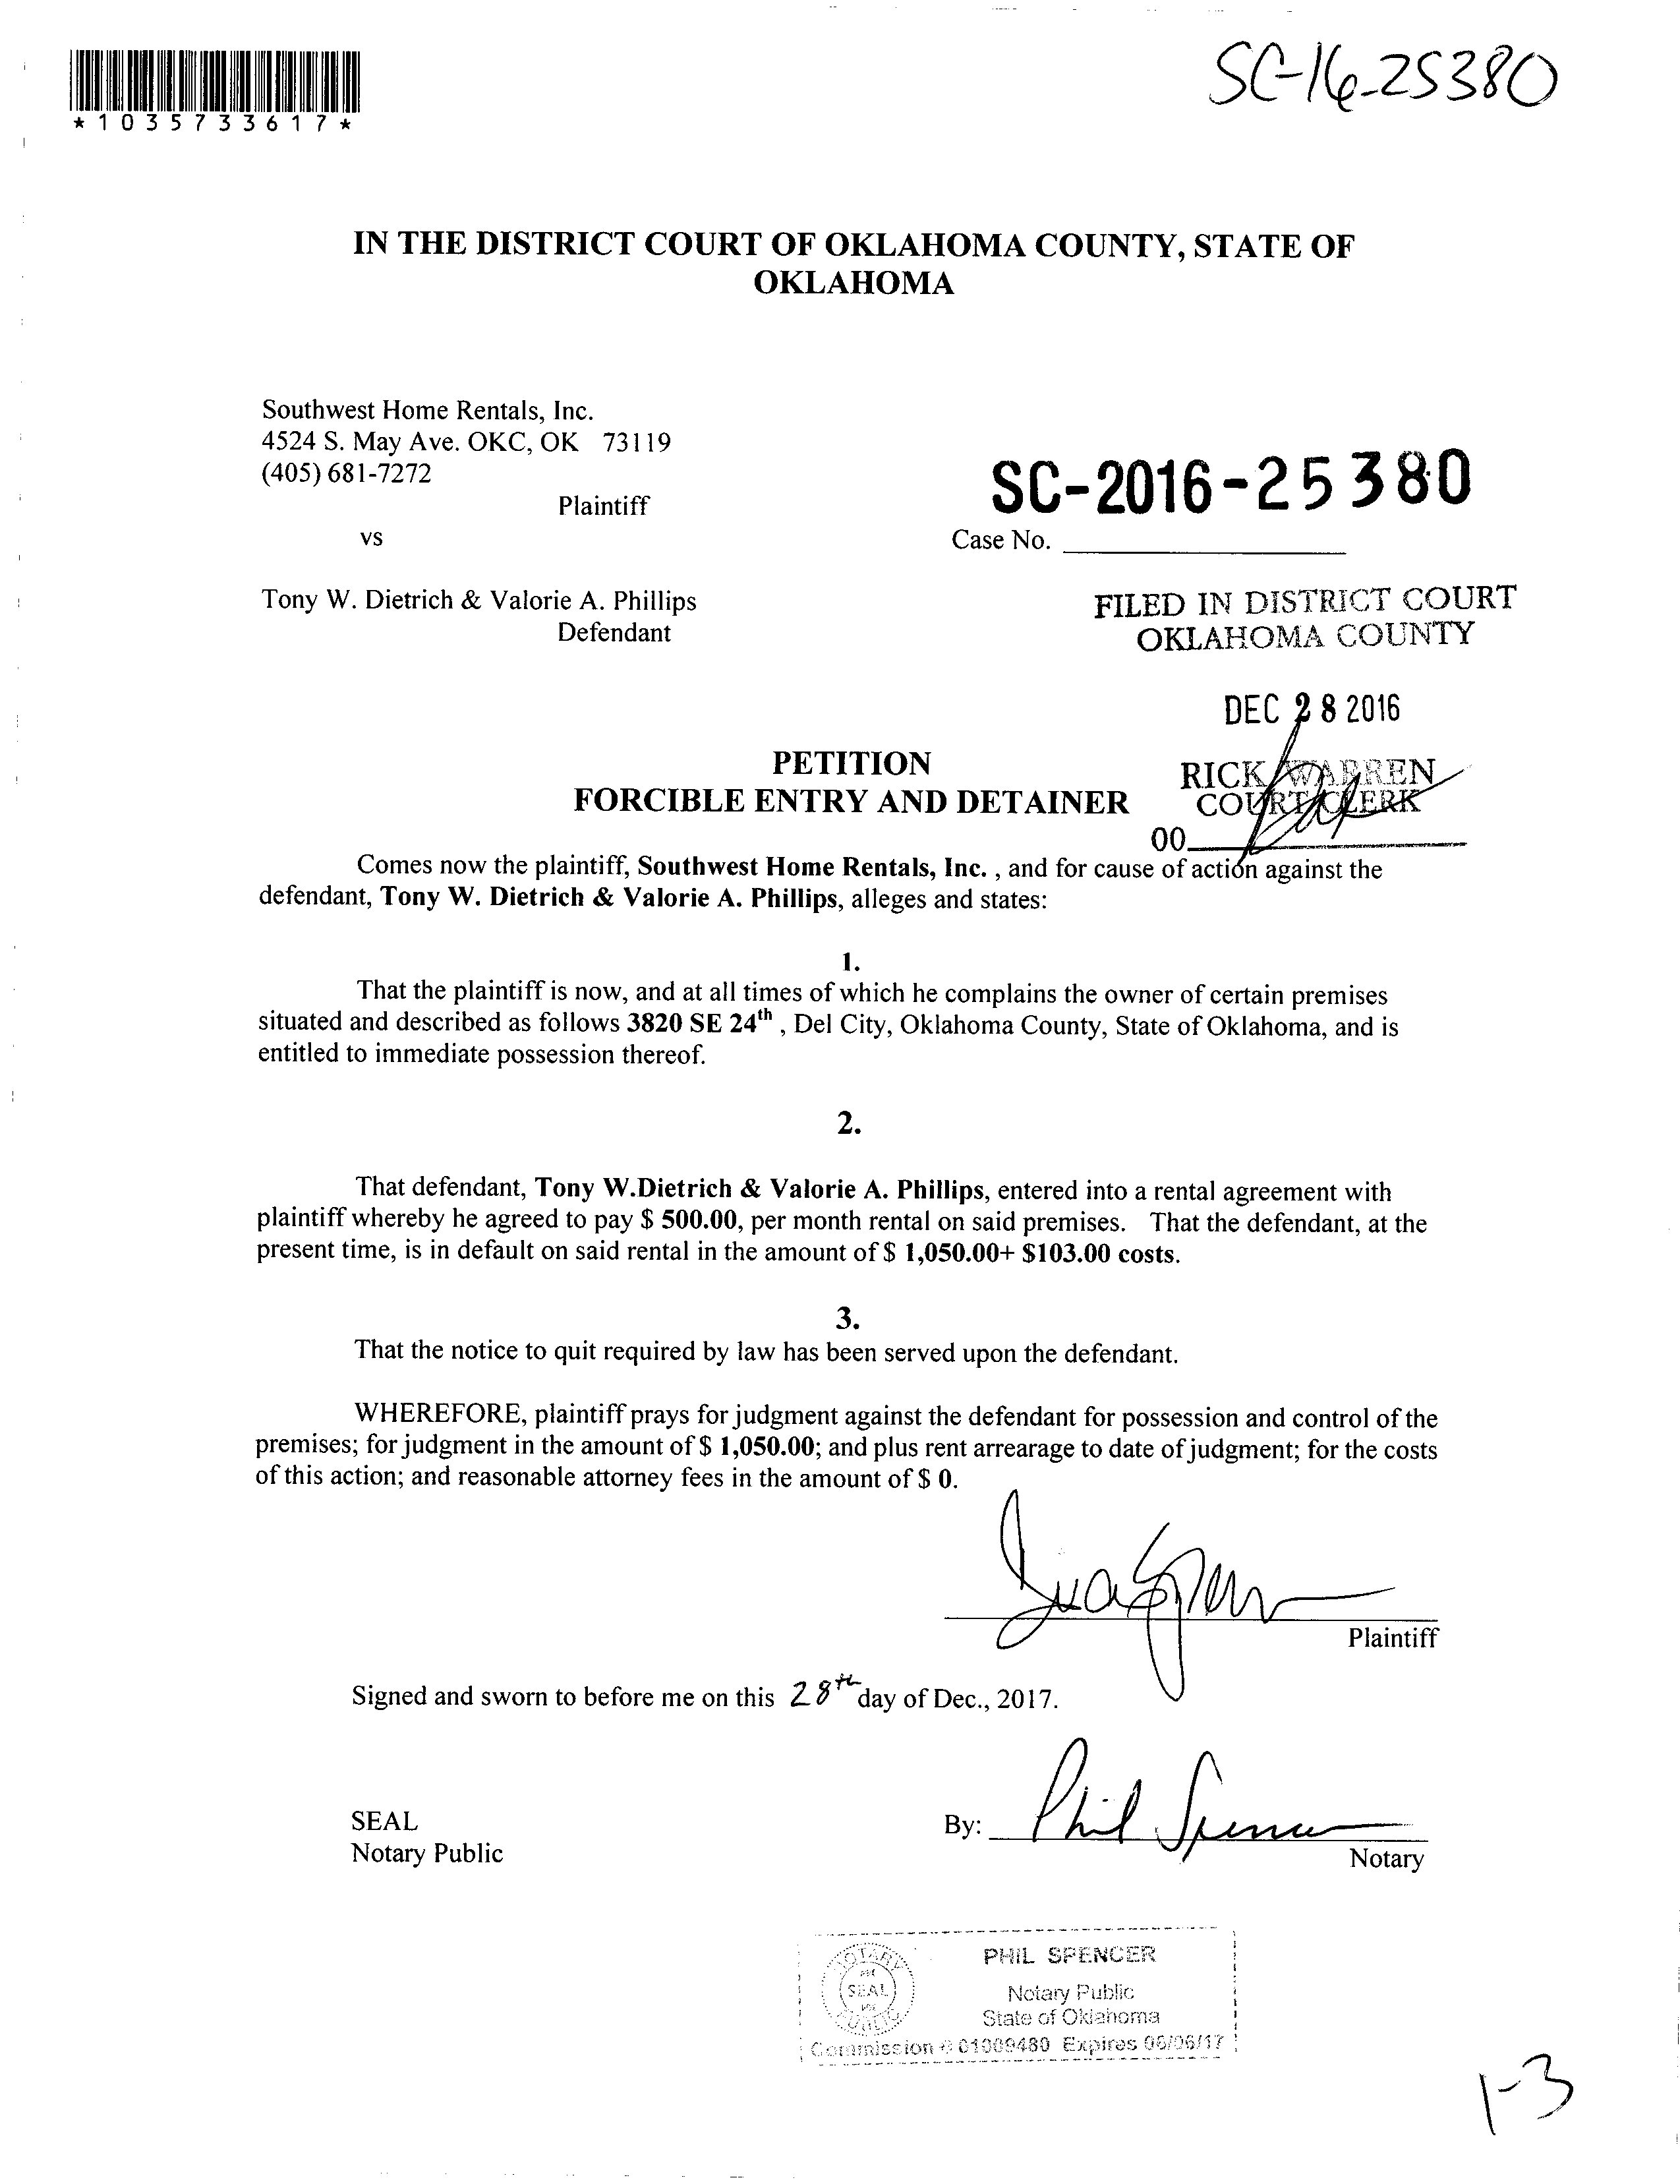 SC-16-25380
*1035733617*
IN THE DISTRICT COURT OF OKLAHOMA COUNTY, STATE OF
OKLAHOMA
Southwest Home Rentals, Inc.
4524 S. May Ave. OKC, OK 73119
(405) 681-7272
Plaintiff
vs
SC-2016-25380
Case No.
Tony W. Dietrich & Valorie A. Phillips
Defendant
FILED IN DISTRICT COURT
OKLAHOMA COUNTY
DEC 28 2016
RICK WARREN
COURT CLERK
00
PETITION
FORCIBLE ENTRY AND DETAINER
Comes now the plaintiff, Southwest Home Rentals, Inc. , and for cause of action against the
defendant, Tony W. Dietrich & Valorie A. Phillips, alleges and states:
1.
That the plaintiff is now, and at all times of which he complains the owner of certain premises
situated and described as follows 3820 SE 24th , Del City, Oklahoma County, State of Oklahoma, and is
entitled to immediate possession thereof.
2.
That defendant, Tony W.Dietrich & Valorie A. Phillips, entered into a rental agreement with
plaintiff whereby he agreed to pay $ 500.00, per month rental on said premises. That the defendant, at the
present time, is in default on said rental in the amount of $ 1,050.00+ $103.00 costs.
3.
That the notice to quit required by law has been served upon the defendant.
WHEREFORE, plaintiff prays for judgment against the defendant for possession and control of the
premises; for judgment in the amount of $ 1,050.00; and plus rent arrearage to date of judgment; for the costs
of this action; and reasonable attorney fees in the amount of $ 0.
Plaintiff
Signed and sworn to before me on this 28th day of Dec., 2017.
SEAL
Notary Public
By: Phil Spencer
Notary
NOTARY
SEAL
PUBLIC
PHIL SPENCER
Notary Public
State of Oklahoma
Commission # 01009480 Expires 06/06/17
1-3